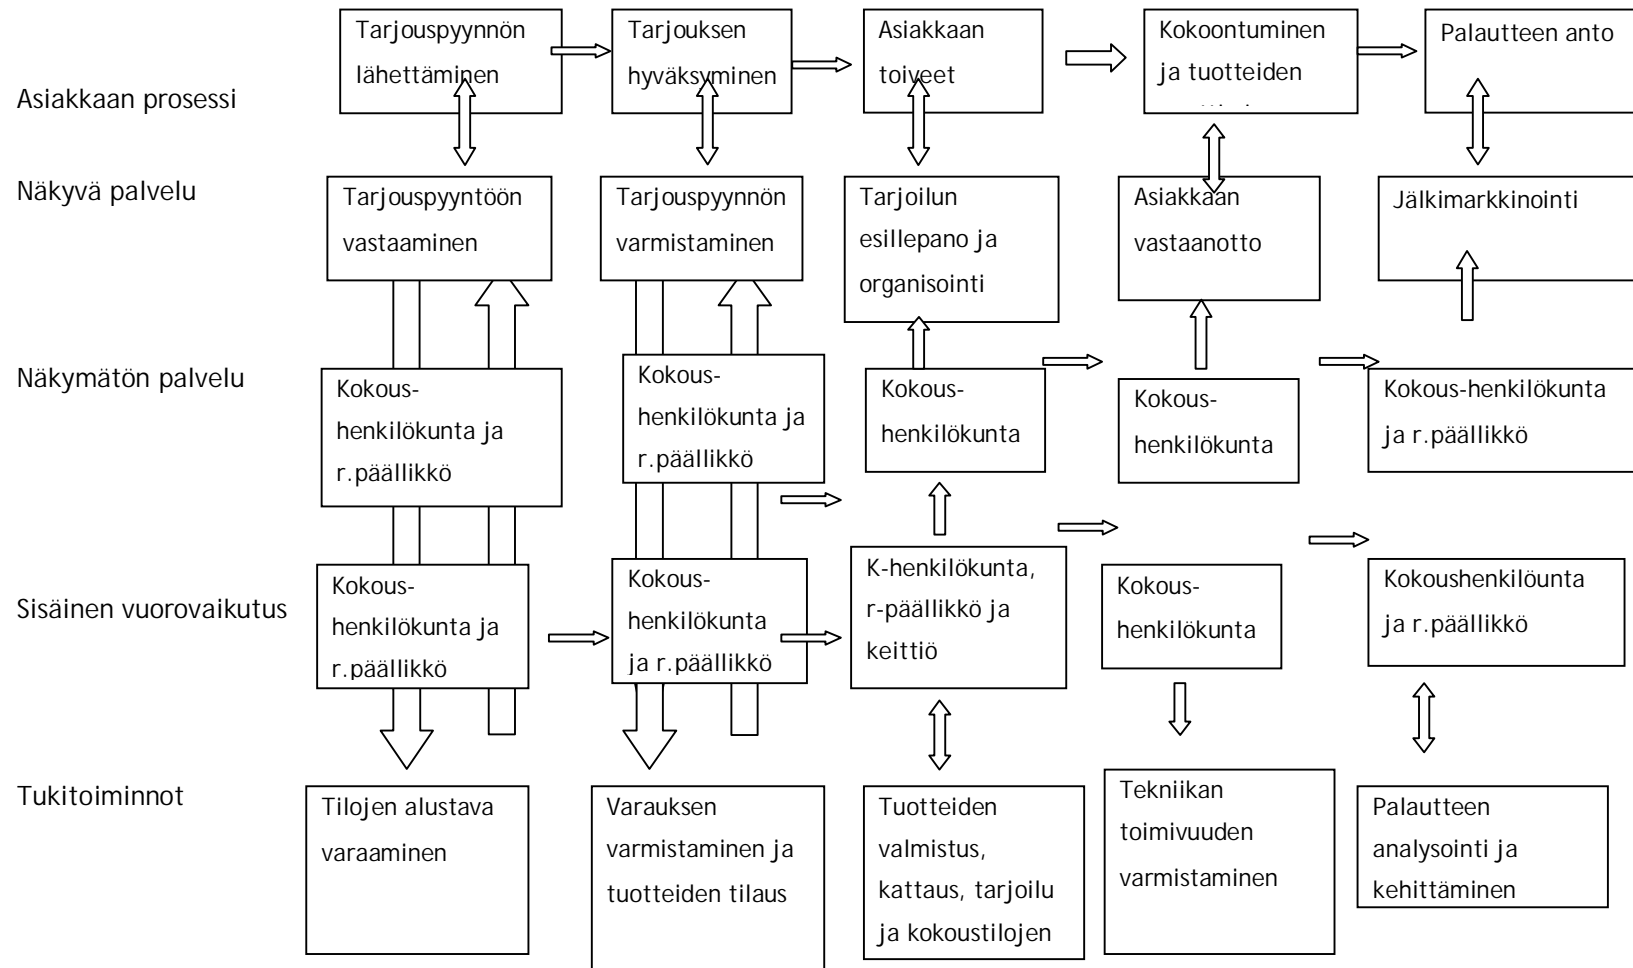 Asiakkaan prosessi
Tarjouspyynnön
lähettäminen
Tarjouksen
hyväksyminen
Asiakkaan
toiveet
Kokoontuminen
ja tuotteiden
Palautteen anto
Näkyvä palvelu
Tarjouspyyntöön
vastaaminen
Tarjouspyynnön
varmistaminen
Tarjoilun
esillepano ja
organisointi
Asiakkaan
vastaanotto
Jälkimarkkinointi
Näkymätön palvelu
Kokous-
henkilökunta ja
r.päällikkö
Kokous-
henkilökunta ja
r.päällikkö
Kokous-
henkilökunta
Kokous-
henkilökunta
Kokous-henkilökunta
ja r.päällikkö
Sisäinen vuorovaikutus
Kokous-
henkilökunta ja
r.päällikkö
Kokous-
henkilökunta
ja r.päällikkö
K-henkilökunta,
r-päällikkö ja
keittiö
Kokous-
henkilökunta
Kokoushenkilöunta
ja r.päällikkö
Tukitoiminnot
Tilojen alustava
varaaminen
Varauksen
varmistaminen ja
tuotteiden tilaus
Tuotteiden
valmistus,
kattaus, tarjoilu
ja kokoustilojen
Tekniikan
toimivuuden
varmistaminen
Palautteen
analysointi ja
kehittäminen